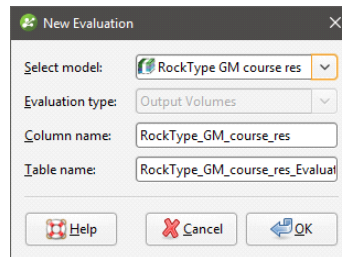 New Evaluation
Select model: RockType GM course res
Evaluation type: Output Volumes
Column name: RockType_GM_course_res
Table name: RockType_GM_course_res_Evaluat
Help Cancel OK